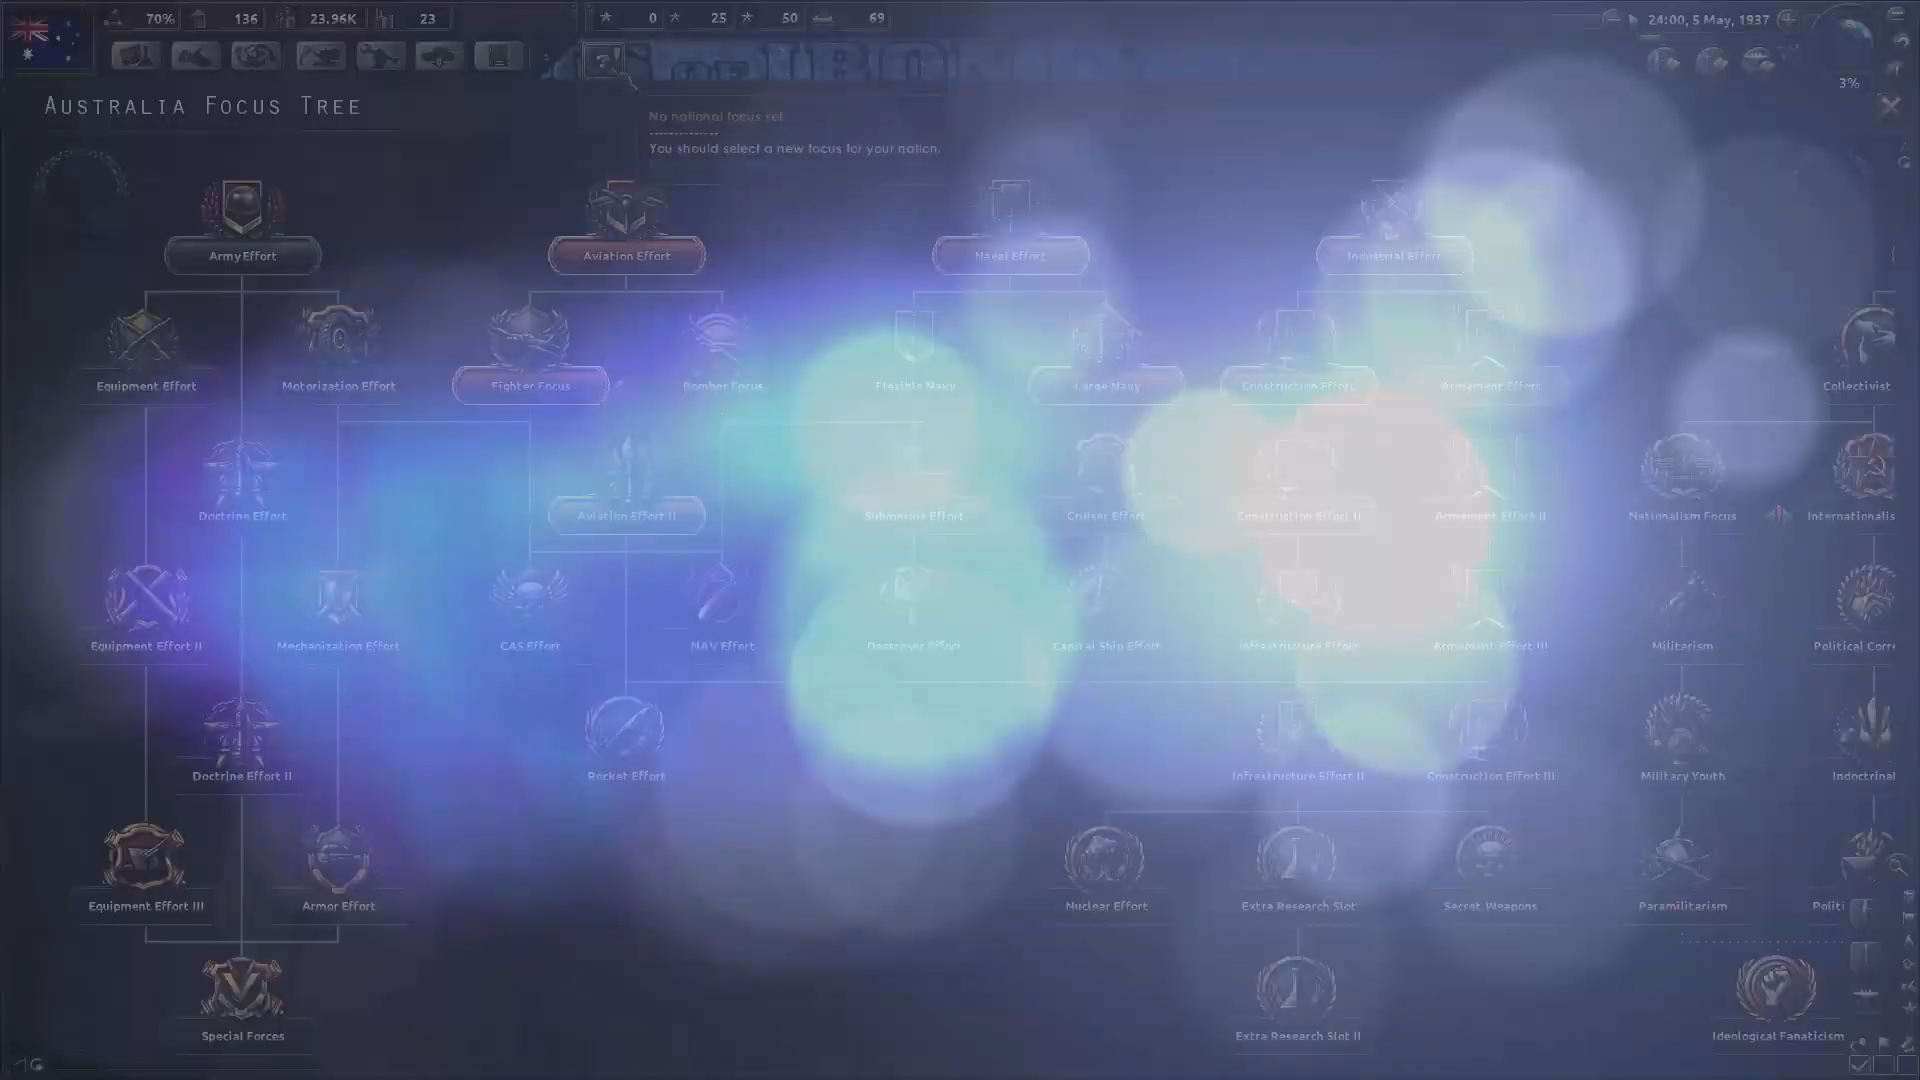 70% 136 23.96K 23 0 25 50 69 24:00, 5 May, 1937
3%
Australia Focus Tree
No national focus set
You should select a new focus for your nation.
Army Effort Aviation Effort Naval Effort Industrial Effort
Equipment Effort Motorization Effort Fighter Focus Bomber Focus Flexible Navy Large Navy Construction Effort Armament Effort Collectivist
Doctrine Effort Aviation Effort II Submarine Effort Cruiser Effort Construction Effort II Armament Effort II Nationalism Focus Internationalis
Equipment Effort II Mechanization Effort CAS Effort NAV Effort Destroyer Effort Capital Ship Effort Infrastructure Effort Armament Effort III Militarism Political Corre
Doctrine Effort II Rocket Effort Infrastructure Effort II Construction Effort III Military Youth Indoctrinal
Equipment Effort III Armor Effort Nuclear Effort Extra Research Slot Secret Weapons Paramilitarism Politi
Special Forces Extra Research Slot II Ideological Fanaticism